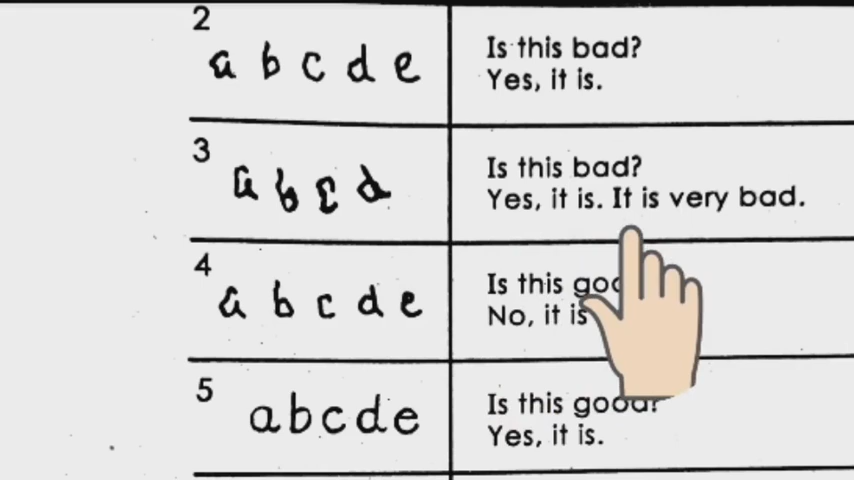 2
a b c d e
Is this bad?
Yes, it is.
3
a b c d
Is this bad?
Yes, it is. It is very bad.
4
a b c d e
Is this
No, it is
5
a b c d e
Is this good?
Yes, it is.